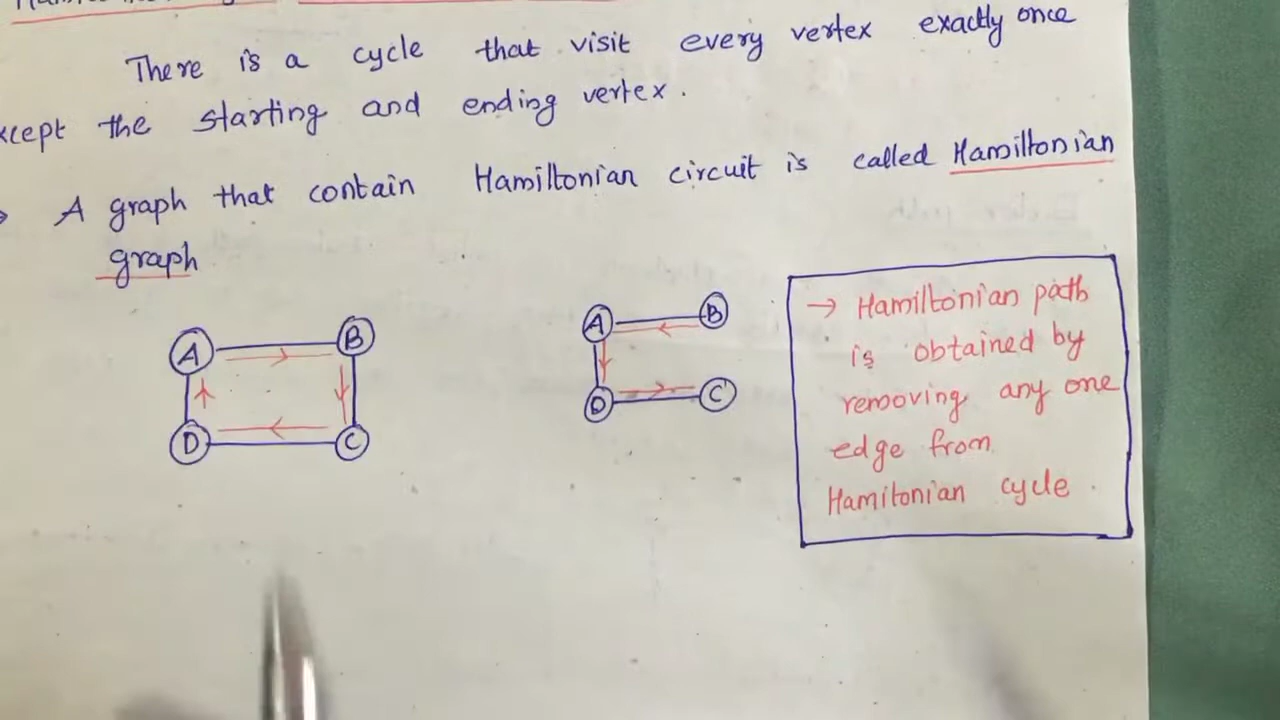 There is a cycle that visit every vertex exactly once
xcept the starting and ending vertex.
A graph that contain Hamiltonian circuit is called Hamiltonian
graph
A B
D C
A B
D C
→ Hamiltonian path
is obtained by
removing any one
edge from
Hamitonian cycle.